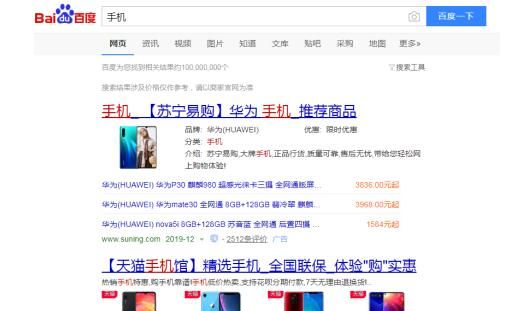 Bai du 百度 手机 百度一下
网页 资讯 视频 图片 知道 文库 贴吧 采购 地图 更多»
百度为您找到相关结果约100,000,000个 搜索工具
搜索结果涉及价格仅作参考，请以商家官网为准
手机_ 【苏宁易购】华为 手机_推荐商品
品牌: 华为(HUAWEI) 优惠: 限时优惠
分类: 手机
介绍: 苏宁易购,大牌手机,正品行货,质量可靠,售后无忧,带给您轻松网
上购物体验!
华为(HUAWEI) 华为P30 麒麟980 超感光徕卡三摄 全网通版屏... 3836.00元起
华为(HUAWEI) 华为mate30 全网通 8GB+128GB 翡冷翠 麒麟... 3968.00元起
华为(HUAWEI) nova5i 8GB+128GB 苏音蓝 全网通 后置四摄 ... 1564元起
www.suning.com 2019-12 - 2512条评价 广告
【天猫手机馆】精选手机_全国联保_体验"购"实惠
热销手机特惠,购手机靠谱!手机低价热卖,支持花呗分期付款,7天无理由退换货!..
天猫 天猫 天猫 天猫